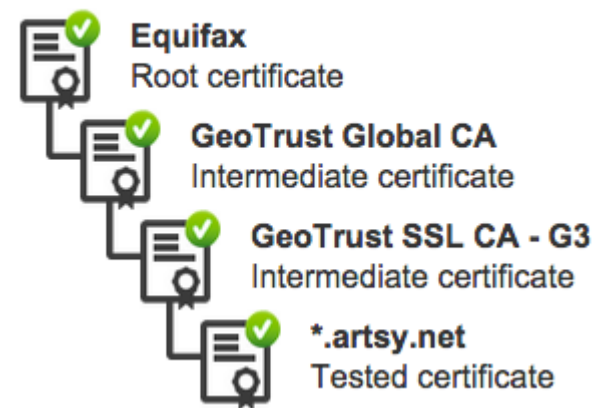 Equifax
Root certificate
GeoTrust Global CA
Intermediate certificate
GeoTrust SSL CA - G3
Intermediate certificate
*.artsy.net
Tested certificate